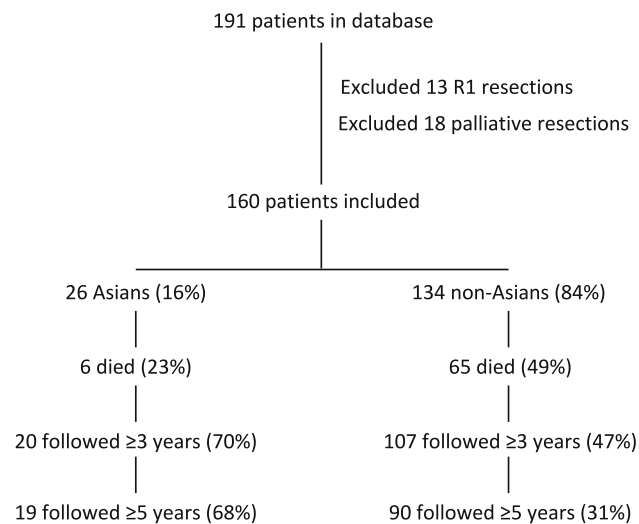 191 patients in database
Excluded 13 R1 resections
Excluded 18 palliative resections
160 patients included
26 Asians (16%)
134 non-Asians (84%)
6 died (23%)
65 died (49%)
20 followed ≥3 years (70%)
107 followed ≥3 years (47%)
19 followed ≥5 years (68%)
90 followed ≥5 years (31%)